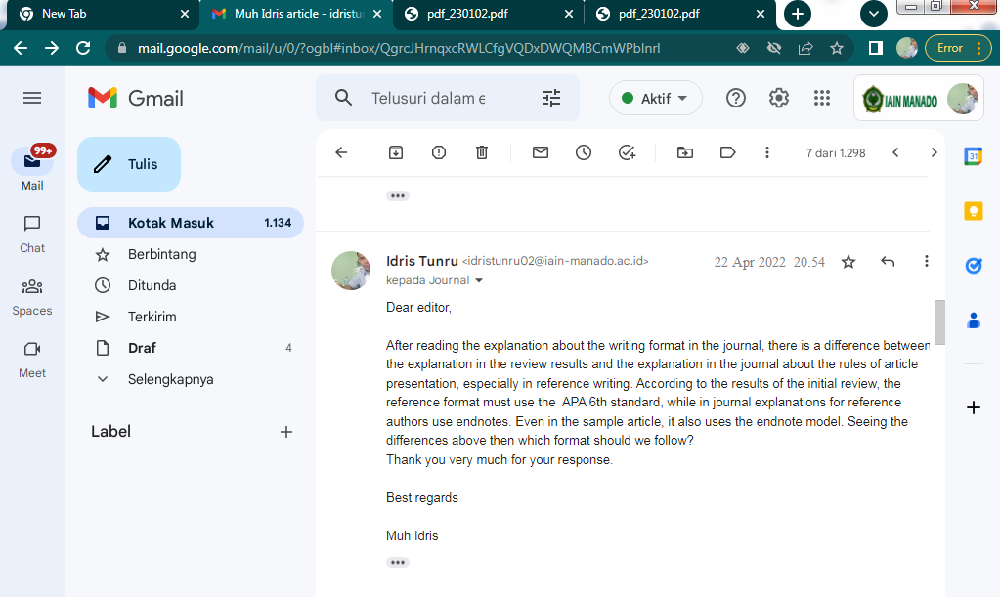 New Tab
Muh Idris article - idristu
pdf_230102.pdf
pdf_230102.pdf
mail.google.com/mail/u/0/?ogbl#inbox/QgrcJHrnqxcRWLCfgVQDxDWQMBCmWPblnrl
Error
Gmail
Telusuri dalam e
Aktif
IAIN MANADO
99+
Mail
Chat
Spaces
Meet
Tulis
Kotak Masuk 1.134
Berbintang
Ditunda
Terkirim
Draf 4
Selengkapnya
Label
7 dari 1.298
31
Idris Tunru <idristunru02@iain-manado.ac.id>
22 Apr 2022 20.54
kepada Journal
Dear editor,
After reading the explanation about the writing format in the journal, there is a difference between
the explanation in the review results and the explanation in the journal about the rules of article
presentation, especially in reference writing. According to the results of the initial review, the
reference format must use the  APA 6th standard, while in journal explanations for reference
authors use endnotes. Even in the sample article, it also uses the endnote model. Seeing the
differences above then which format should we follow?
Thank you very much for your response.
Best regards
Muh Idris